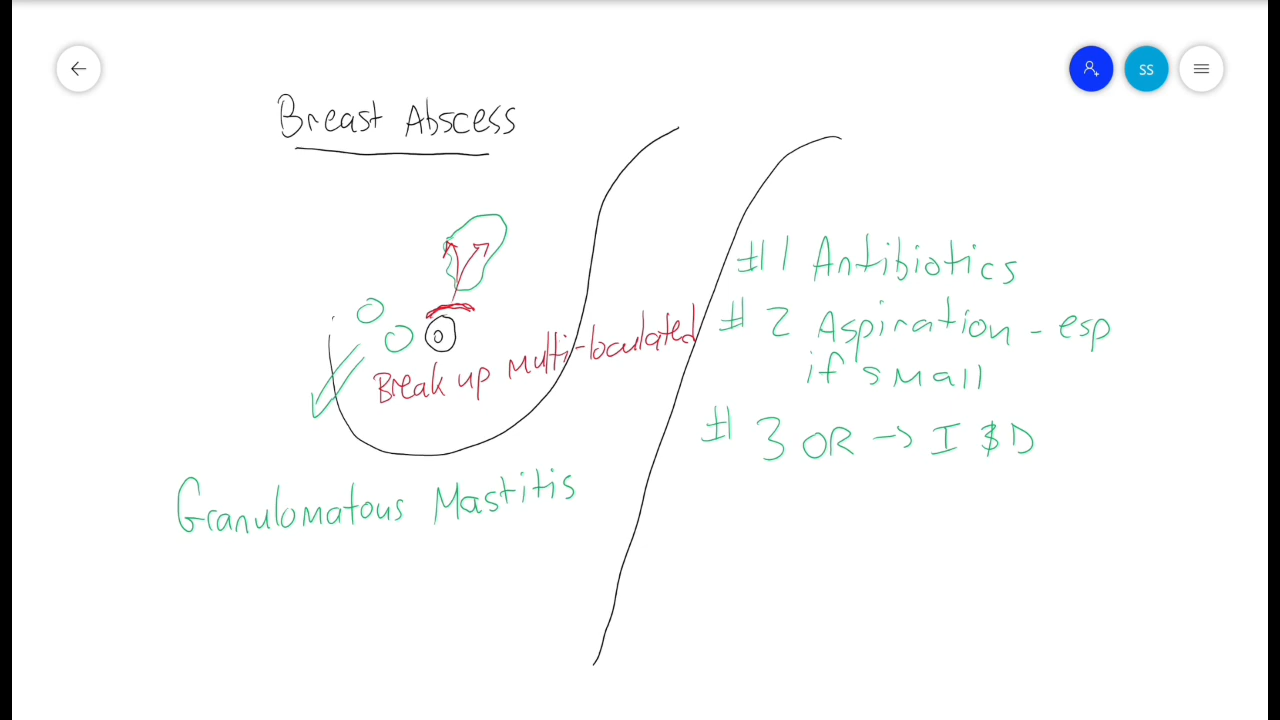 SS
Breast Abscess
#1 Antibiotics
#2 Aspiration - esp
if small
#3 OR → I & D
Break up multi-loculated
Granulomatous Mastitis